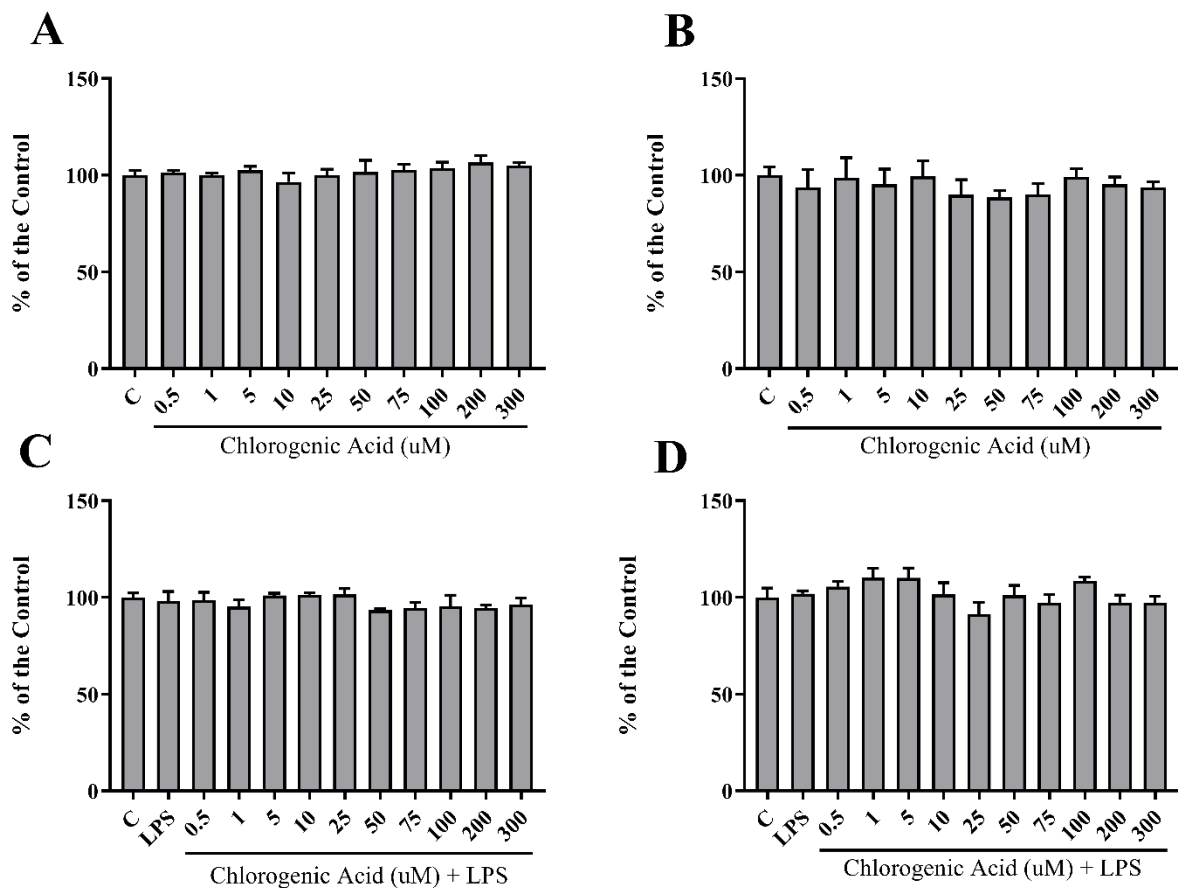 A
% of the Control
150
100
50
0
C 0.5 1 5 10 25 50 75 100 200 300
Chlorogenic Acid (uM)
B
% of the Control
150
100
50
0
C 0,5 1 5 10 25 50 75 100 200 300
Chlorogenic Acid (uM)
C
% of the Control
150
100
50
0
C LPS 0.5 1 5 10 25 50 75 100 200 300
Chlorogenic Acid (uM) + LPS
D
% of the Control
150
100
50
0
C LPS 0.5 1 5 10 25 50 75 100 200 300
Chlorogenic Acid (uM) + LPS